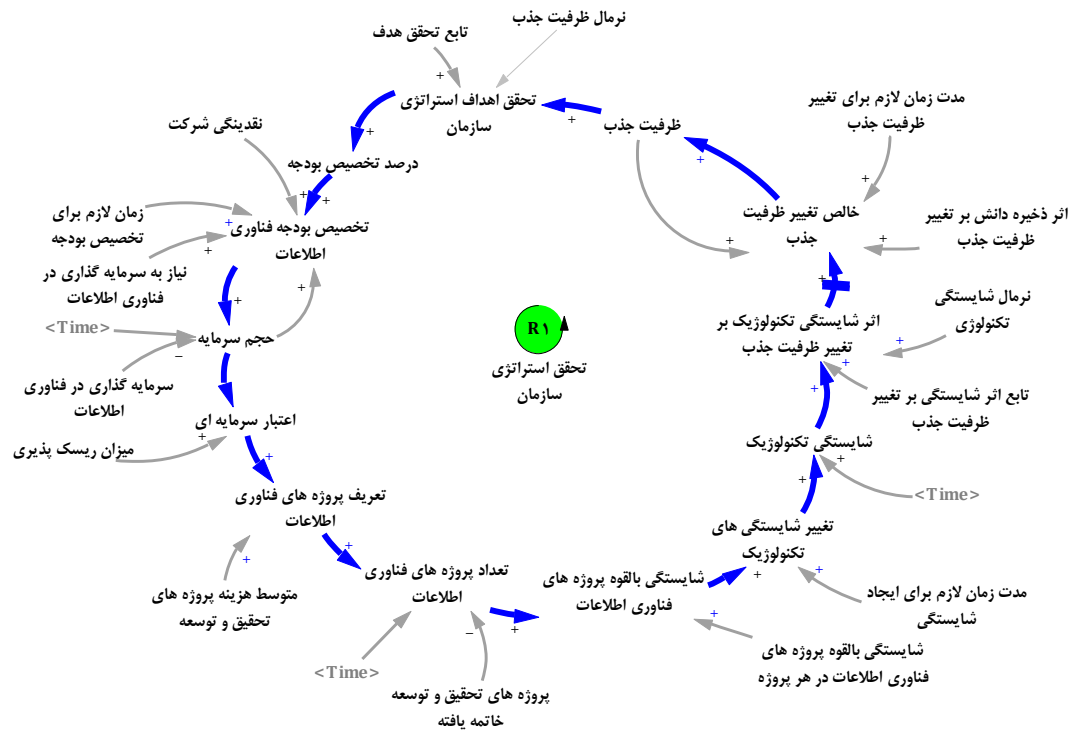 نرمال ظرفیت جذب
تابع تحقق هدف
تحقق اهداف استراتژی
سازمان
ظرفیت جذب
مدت زمان لازم برای تغییر
ظرفیت جذب
نقدینگی شرکت
درصد تخصیص بودجه
زمان لازم برای
تخصیص بودجه
تخصیص بودجه فناوری
اطلاعات
خالص تغییر ظرفیت
جذب
اثر ذخیره دانش بر تغییر
ظرفیت جذب
نیاز به سرمایه گذاری در
فناوری اطلاعات
<Time>
حجم سرمایه
نرمال شایستگی
تکنولوژی
R۱
تحقق استراتژی
سازمان
اثر شایستگی تکنولوژیک بر
تغییر ظرفیت جذب
سرمایه گذاری در فناوری
اطلاعات
تابع اثر شایستگی بر تغییر
ظرفیت جذب
اعتبار سرمایه ای
میزان ریسک پذیری
شایستگی تکنولوژیک
<Time>
تعریف پروژه های فناوری
اطلاعات
تغییر شایستگی های
تکنولوژیک
تعداد پروژه های فناوری
اطلاعات
شایستگی بالقوه پروژه های
فناوری اطلاعات
متوسط هزینه پروژه های
تحقیق و توسعه
مدت زمان لازم برای ایجاد
شایستگی
<Time>
شایستگی بالقوه پروژه های
فناوری اطلاعات در هر پروژه
پروژه های تحقیق و توسعه
خاتمه یافته